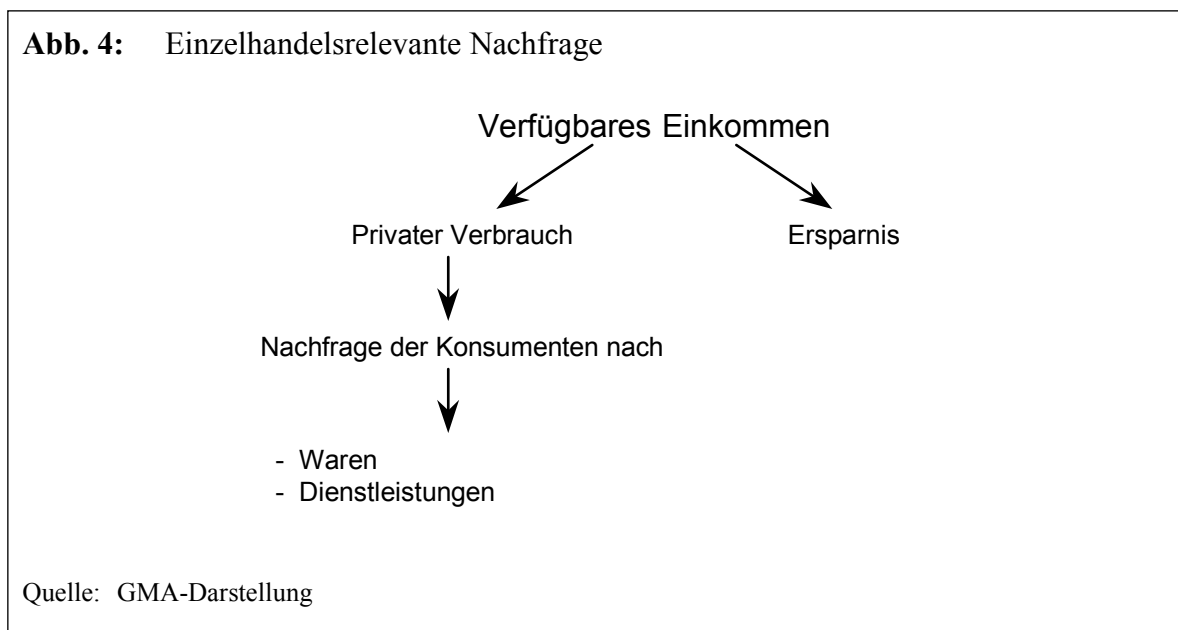 Abb. 4: Einzelhandelsrelevante Nachfrage
Verfügbares Einkommen
Privater Verbrauch Ersparnis
Nachfrage der Konsumenten nach
- Waren
- Dienstleistungen
Quelle: GMA-Darstellung